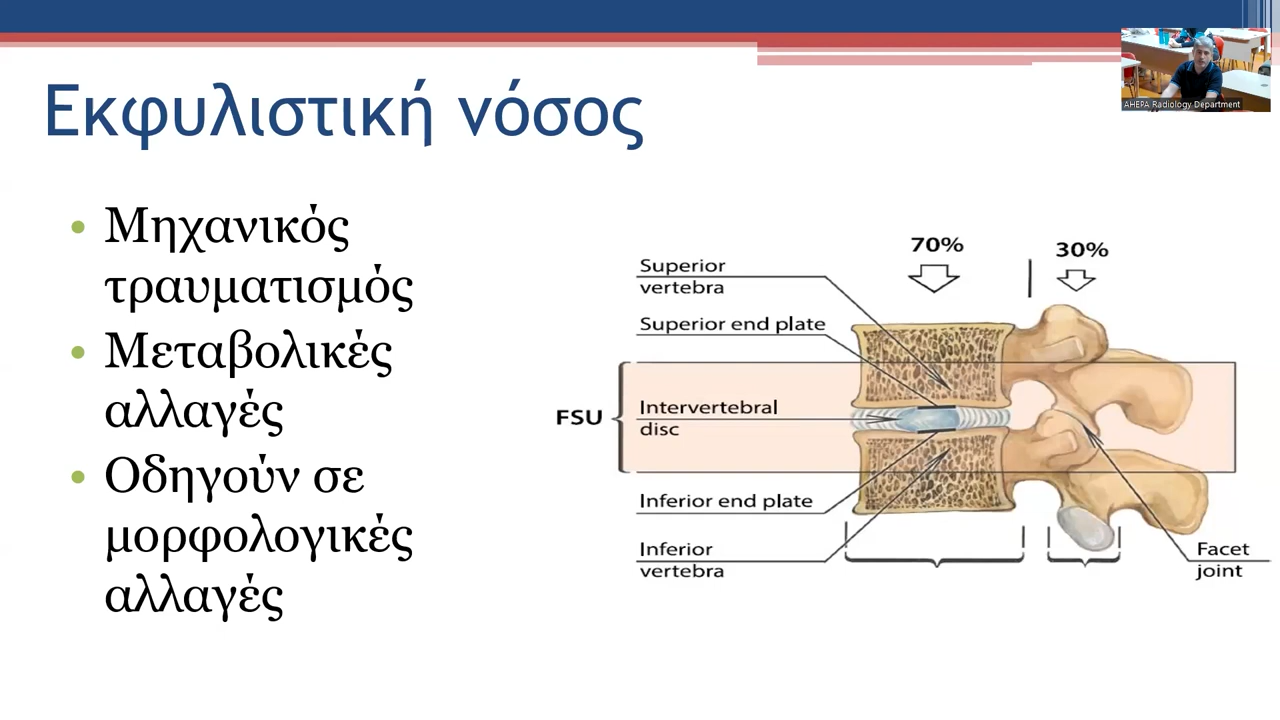 Εκφυλιστική νόσος
AHEPA Radiology Department
• Μηχανικός
τραυματισμός
• Μεταβολικές
αλλαγές
• Οδηγούν σε
μορφολογικές
αλλαγές
70%
30%
Superior
vertebra
Superior end plate
FSU
Intervertebral
disc
Inferior end plate
Inferior
vertebra
Facet
joint